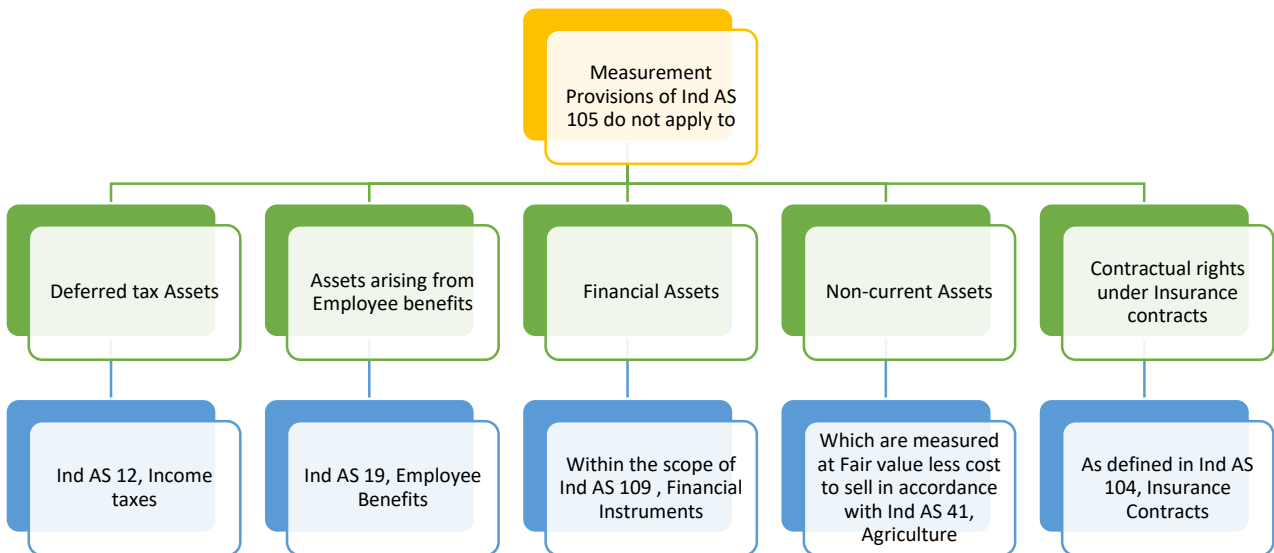 Measurement
Provisions of Ind AS
105 do not apply to
Deferred tax Assets
Assets arising from
Employee benefits
Financial Assets
Non-current Assets
Contractual rights
under Insurance
contracts
Ind AS 12, Income
taxes
Ind AS 19, Employee
Benefits
Within the scope of
Ind AS 109 , Financial
Instruments
Which are measured
at Fair value less cost
to sell in accordance
with Ind AS 41,
Agriculture
As defined in Ind AS
104, Insurance
Contracts